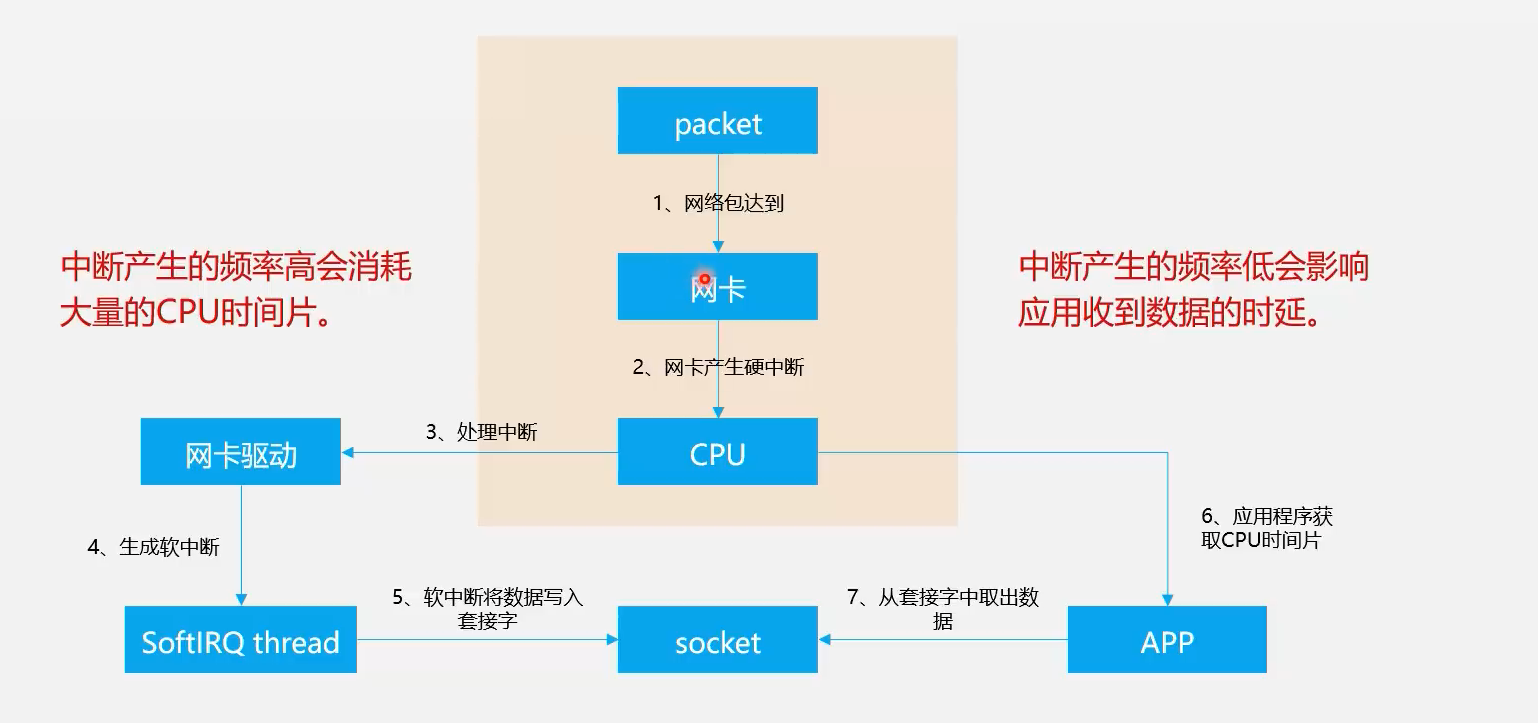 packet
1、网络包达到
中断产生的频率高会消耗
大量的CPU时间片。
网卡
中断产生的频率低会影响
应用收到数据的时延。
2、网卡产生硬中断
网卡驱动
3、处理中断
CPU
6、应用程序获
取CPU时间片
4、生成软中断
SoftIRQ thread
5、软中断将数据写入
套接字
socket
7、从套接字中取出数
据
APP